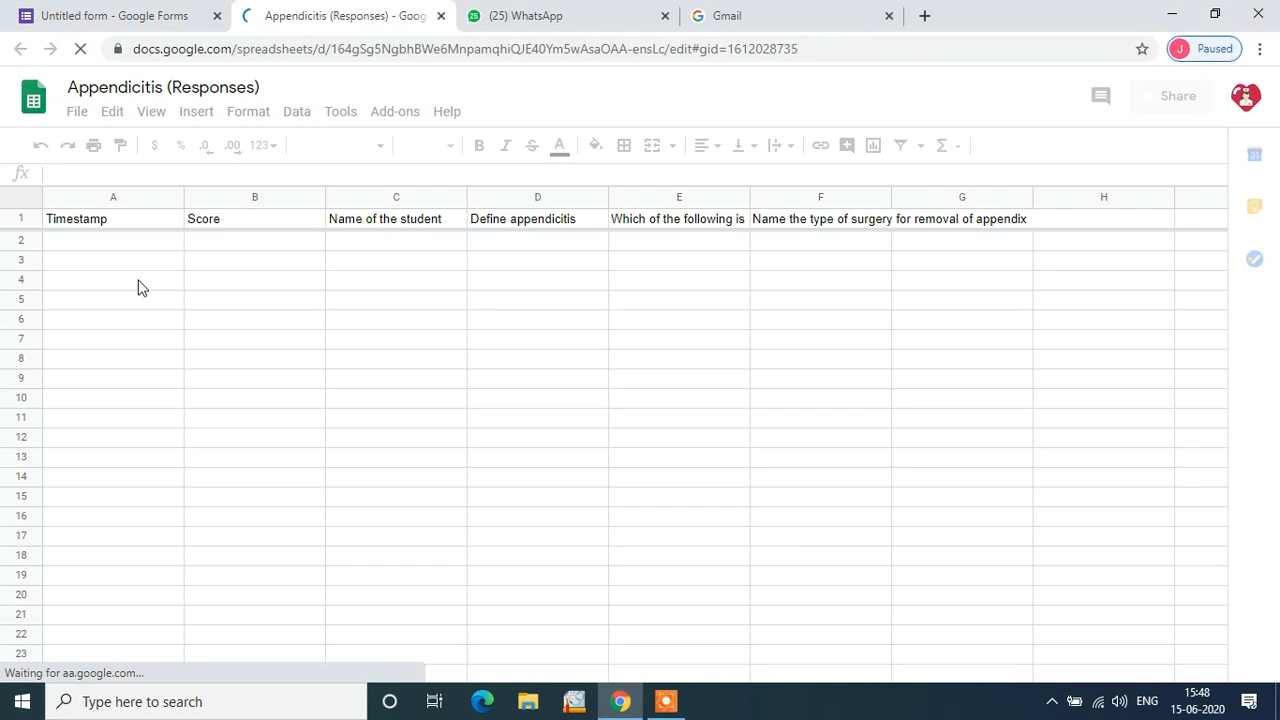 Untitled form - Google Forms
Appendicitis (Responses) - Goog
(25) WhatsApp
Gmail
docs.google.com/spreadsheets/d/164gSg5NgbhBWe6MnpamqhiQJE40Ym5wAsaOAA-ensLc/edit#gid=1612028735
J Paused
Appendicitis (Responses)
File Edit View Insert Format Data Tools Add-ons Help
Share
$ % .0 .00 123 B I S A Σ
fx
A B C D E F G H
1 Timestamp Score Name of the student Define appendicitis Which of the following is Name the type of surgery for removal of appendix
2
3
4
5
6
7
8
9
10
11
12
13
14
15
16
17
18
19
20
21
22
23
Waiting for aa.google.com...
Type here to search
ENG
15:48
15-06-2020